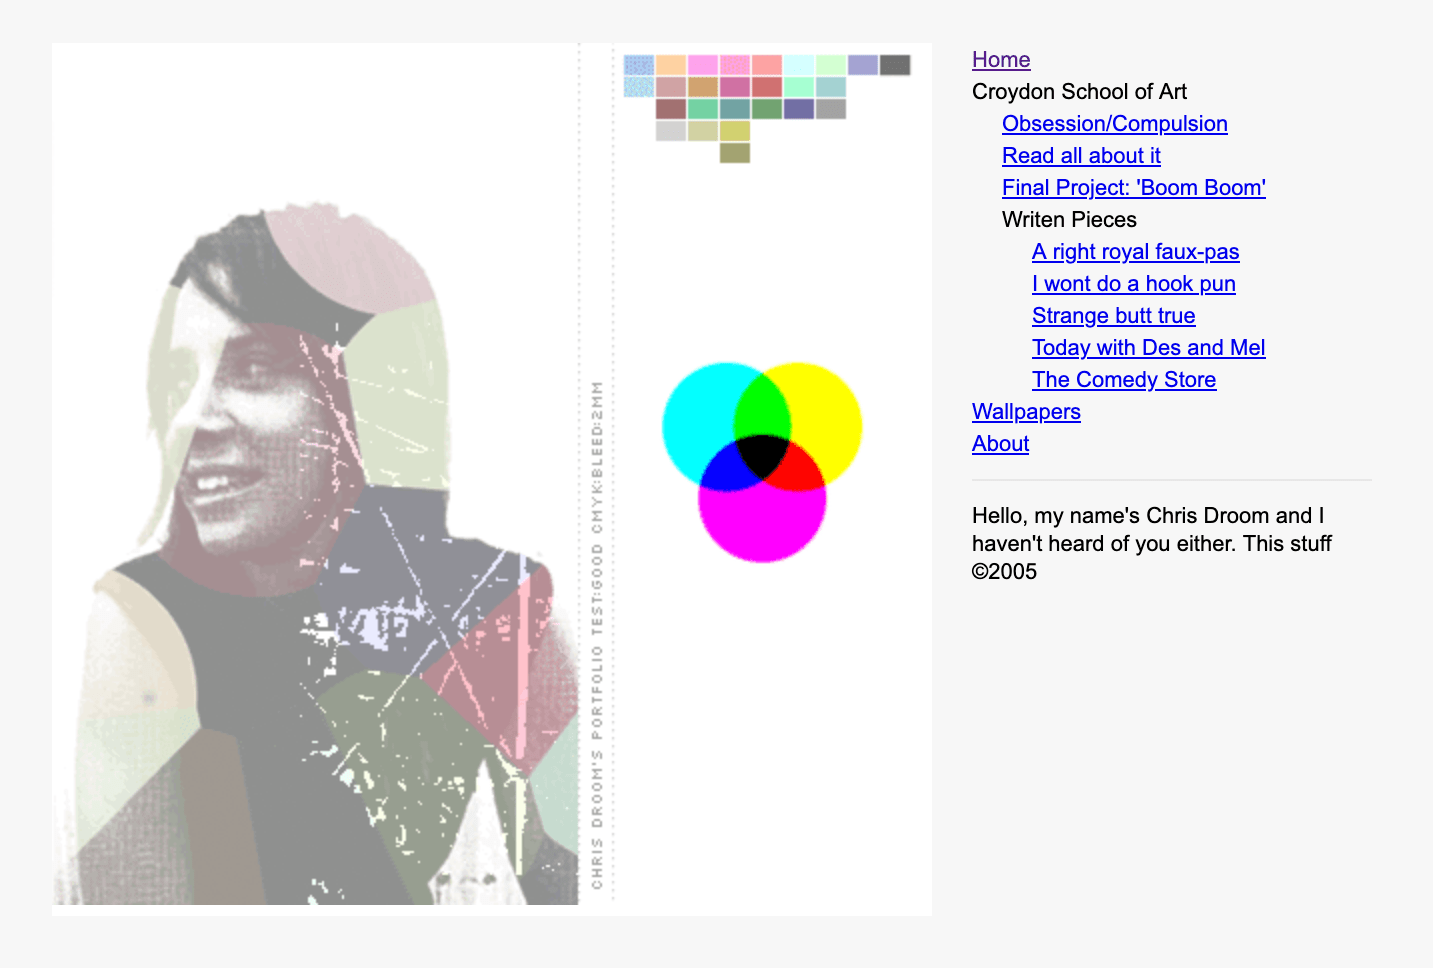 CHRIS DROOM'S PORTFOLIO TEST:GOOD CMYK:BLEED:2MM
Home
Croydon School of Art
Obsession/Compulsion
Read all about it
Final Project: 'Boom Boom'
Writen Pieces
A right royal faux-pas
I wont do a hook pun
Strange butt true
Today with Des and Mel
The Comedy Store
Wallpapers
About
Hello, my name's Chris Droom and I
haven't heard of you either. This stuff
©2005